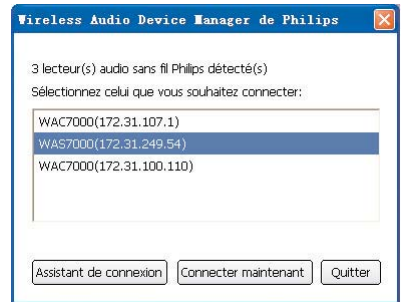 Wireless Audio Device Manager de Philips
3 lecteur(s) audio sans fil Philips détecté(s)
Sélectionnez celui que vous souhaitez connecter:
WAC7000(172.31.107.1)
WAS7000(172.31.249.54)
WAC7000(172.31.100.110)
Assistant de connexion Connecter maintenant Quitter